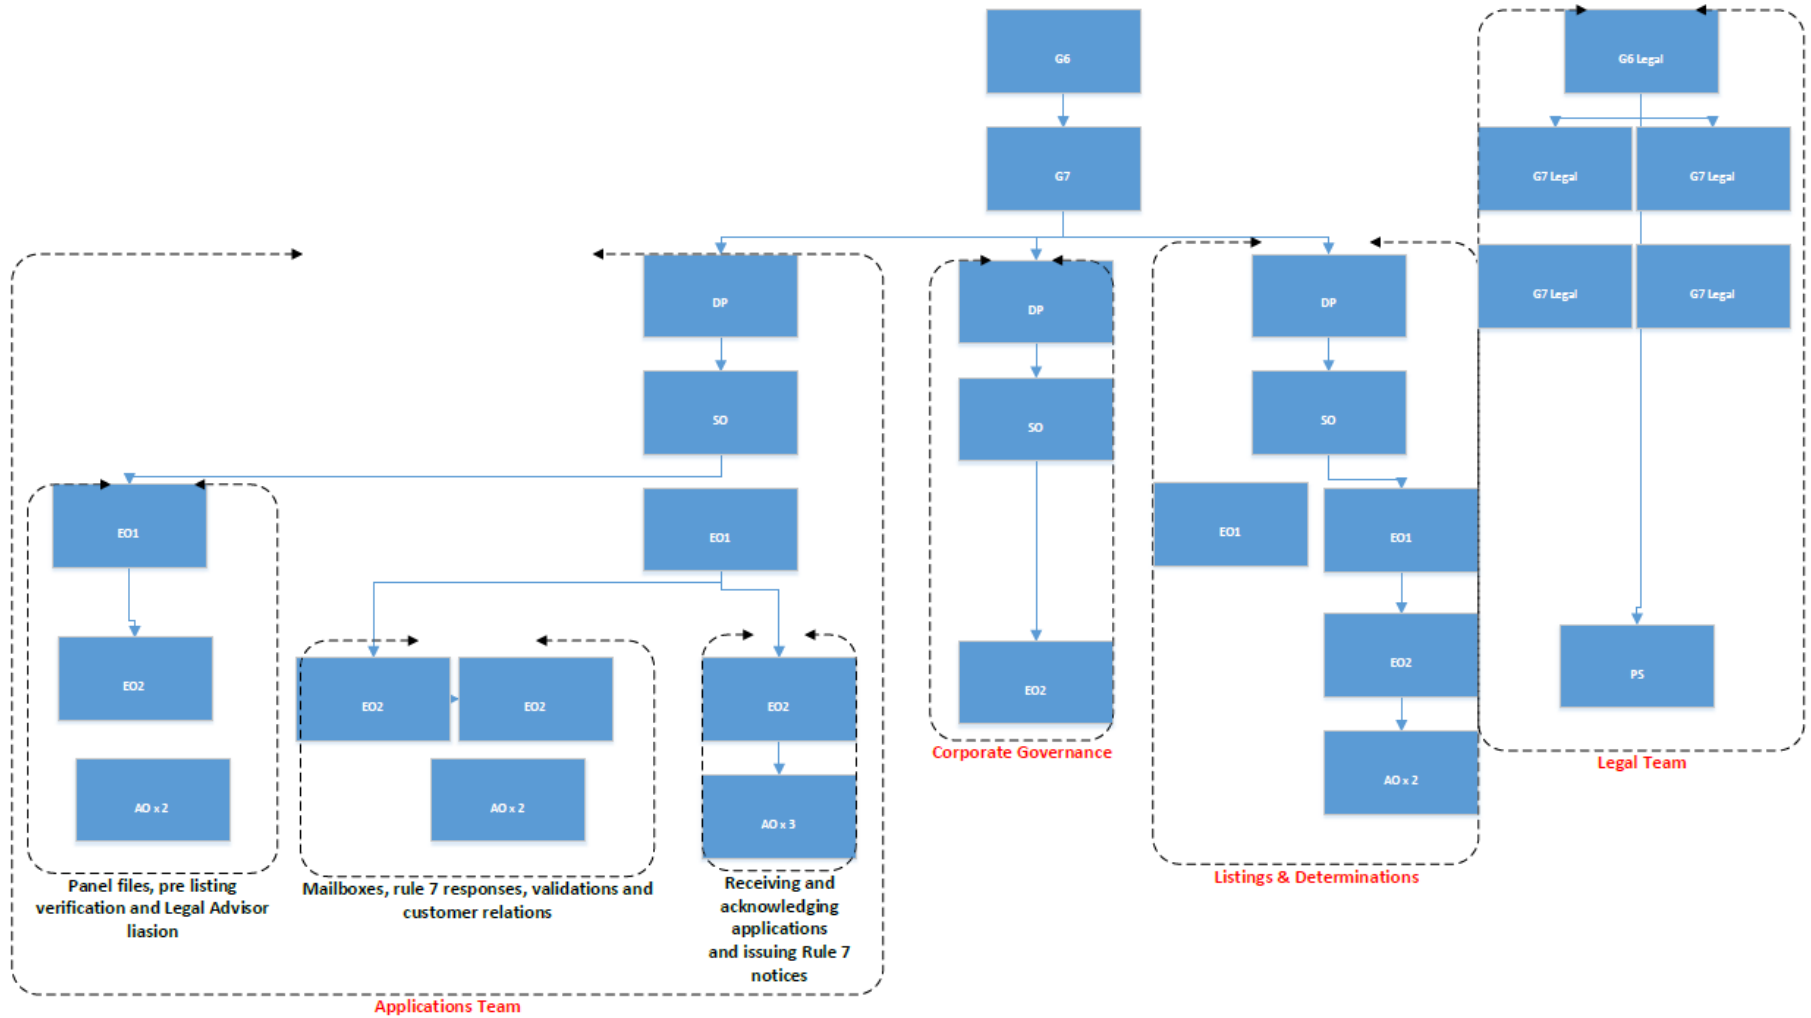 G6
G6 Legal
G7
G7 Legal
G7 Legal
G7 Legal
G7 Legal
DP
DP
DP
SO
SO
SO
EO1
EO1
EO1
EO1
EO2
EO2
EO2
EO2
EO2
EO2
PS
AO x 2
AO x 2
AO x 3
AO x 2
Panel files, pre listing
verification and Legal Advisor
liasion
Mailboxes, rule 7 responses, validations and
customer relations
Receiving and
acknowledging
applications
and issuing Rule 7
notices
Corporate Governance
Listings & Determinations
Legal Team
Applications Team